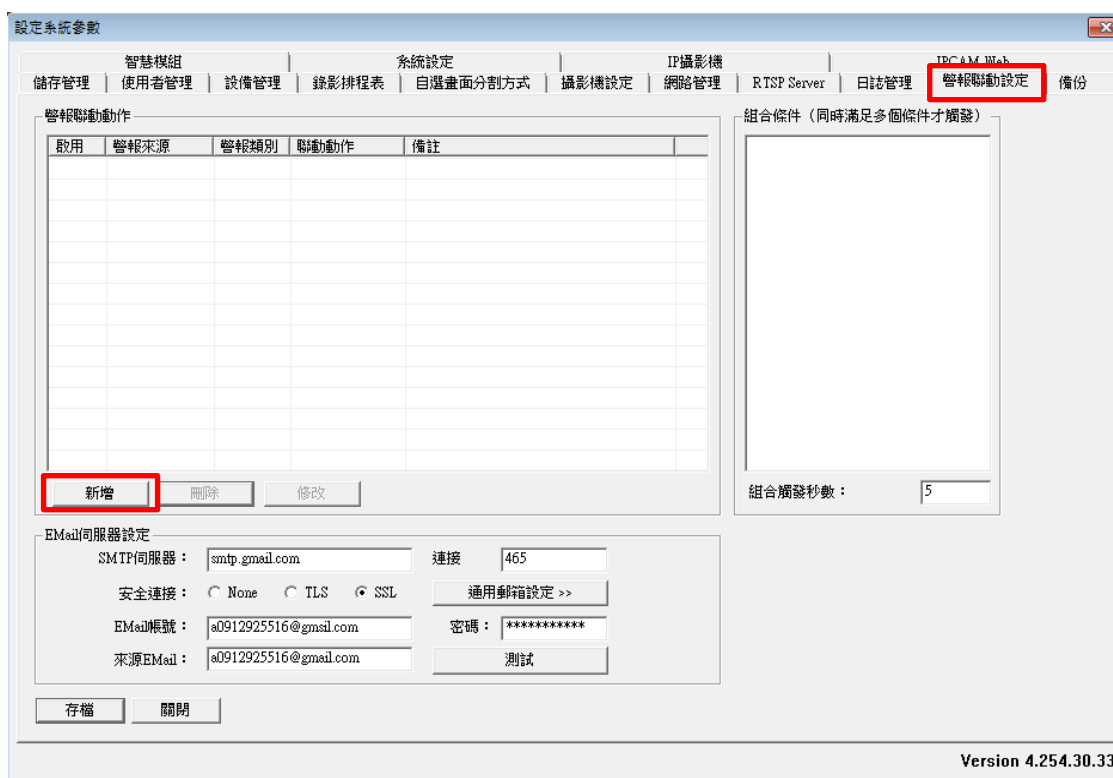 設定系統參數
智慧模組 系統設定 IP攝影機 IPCAM Web
儲存管理 使用者管理 設備管理 錄影排程表 自選畫面分割方式 攝影機設定 網路管理 RTSP Server 日誌管理 警報聯動設定 備份
警報聯動動作
組合條件（同時滿足多個條件才觸發）
啟用 警報來源 警報類別 聯動動作 備註
新增 刪除 修改
組合觸發秒數： 5
EMail伺服器設定
SMTP伺服器： smtp.gmail.com 連接 465
安全連接： None TLS SSL 通用郵箱設定 >>
EMail帳號： a0912925516@gmsil.com 密碼： ***********
來源EMail： a0912925516@gmail.com 測試
存檔 關閉
Version 4.254.30.33